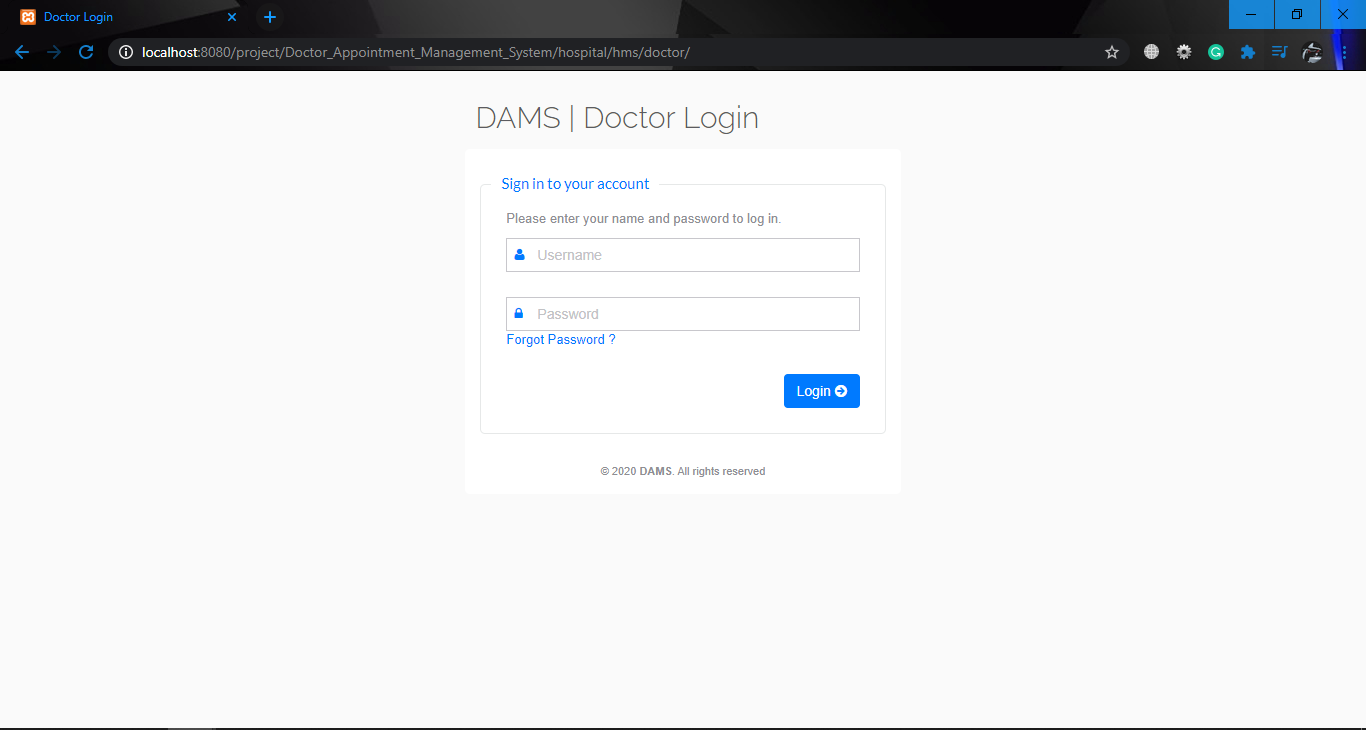 Doctor Login
localhost:8080/project/Doctor_Appointment_Management_System/hospital/hms/doctor/
DAMS | Doctor Login
Sign in to your account
Please enter your name and password to log in.
Username
Password
Forgot Password ?
Login
© 2020 DAMS. All rights reserved